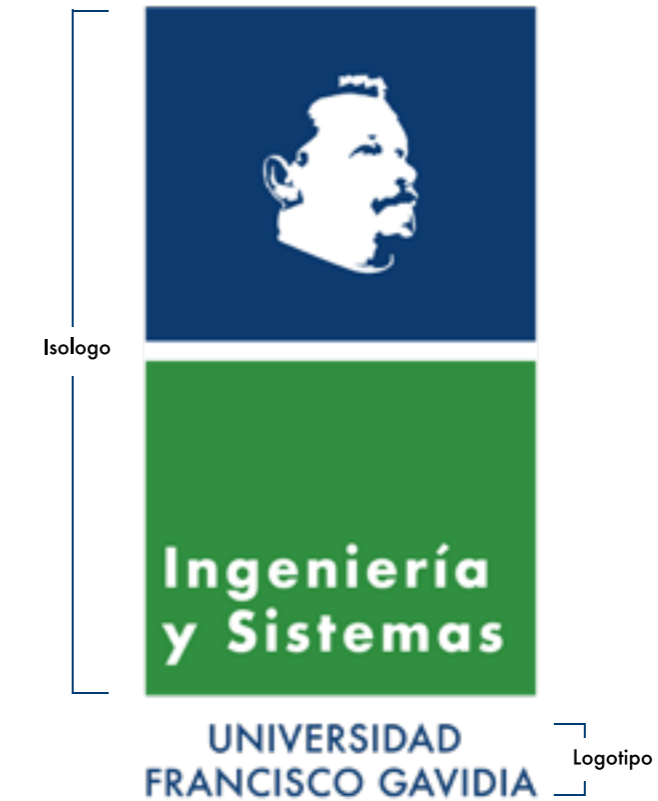 Isologo
Ingeniería
y Sistemas
UNIVERSIDAD
FRANCISCO GAVIDIA
Logotipo